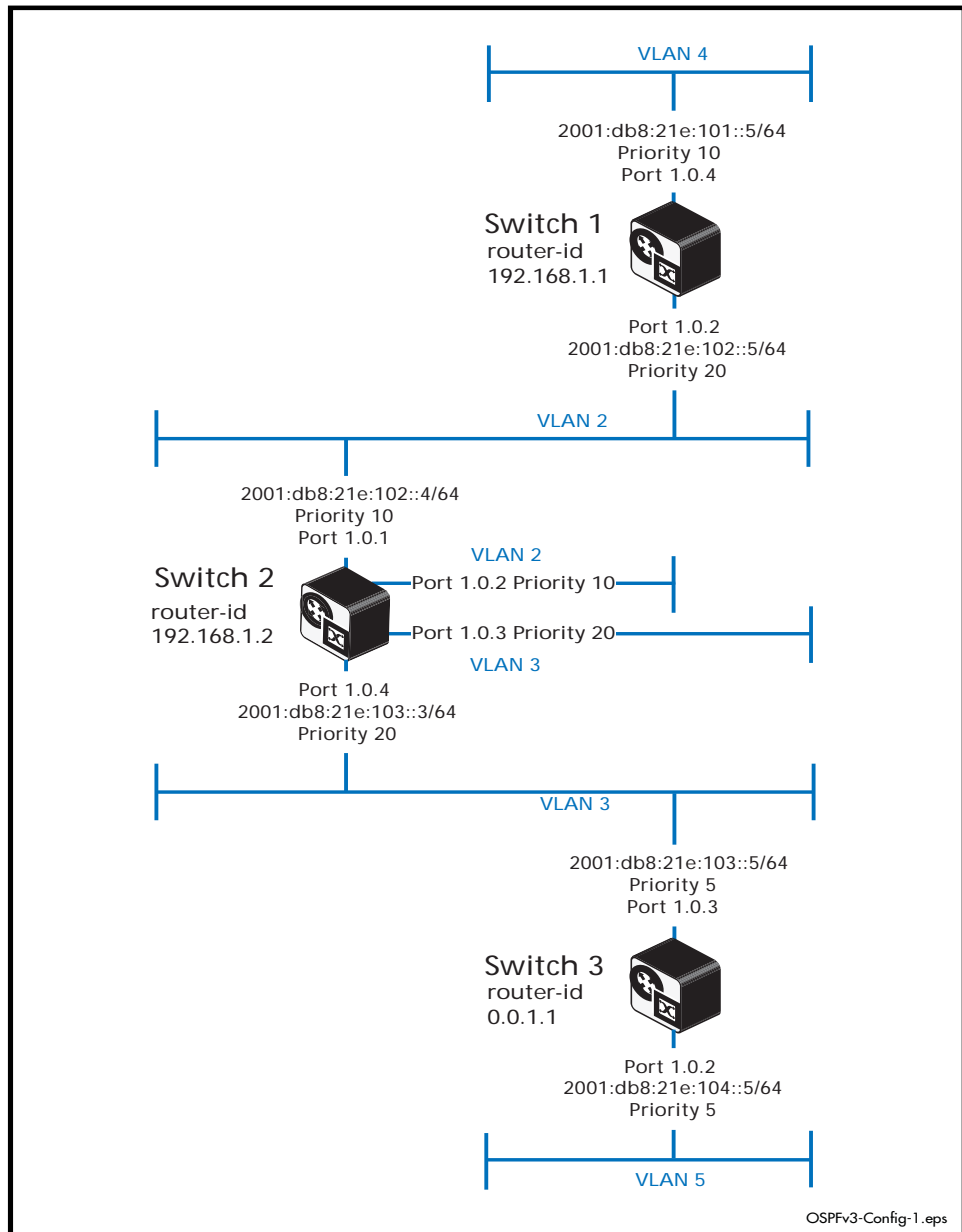 VLAN 4
2001:db8:21e:101::5/64
Priority 10
Port 1.0.4
Switch 1
router-id
192.168.1.1
Port 1.0.2
2001:db8:21e:102::5/64
Priority 20
VLAN 2
2001:db8:21e:102::4/64
Priority 10
Port 1.0.1
VLAN 2
Switch 2
Port 1.0.2 Priority 10
router-id
192.168.1.2
Port 1.0.3 Priority 20
VLAN 3
Port 1.0.4
2001:db8:21e:103::3/64
Priority 20
VLAN 3
2001:db8:21e:103::5/64
Priority 5
Port 1.0.3
Switch 3
router-id
0.0.1.1
Port 1.0.2
2001:db8:21e:104::5/64
Priority 5
VLAN 5
OSPFv3-Config-1.eps